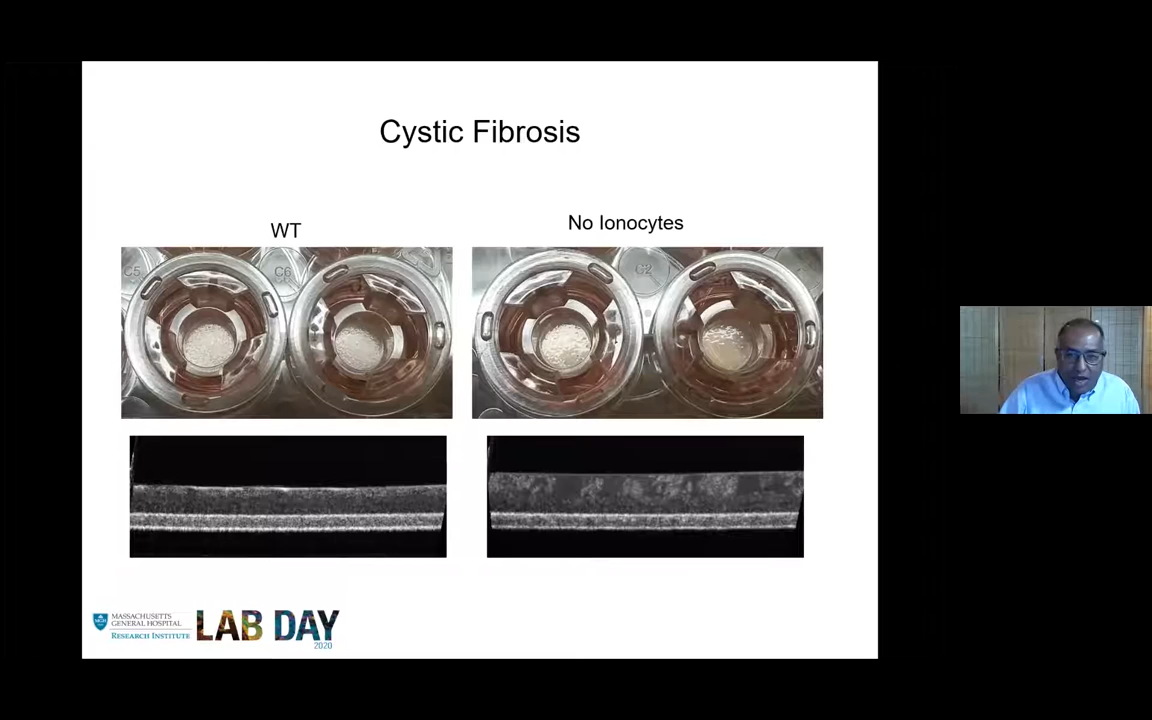 Cystic Fibrosis
WT
No Ionocytes
C5
C6
C2
MASSACHUSETTS
GENERAL HOSPITAL
RESEARCH INSTITUTE
LAB DAY
2020